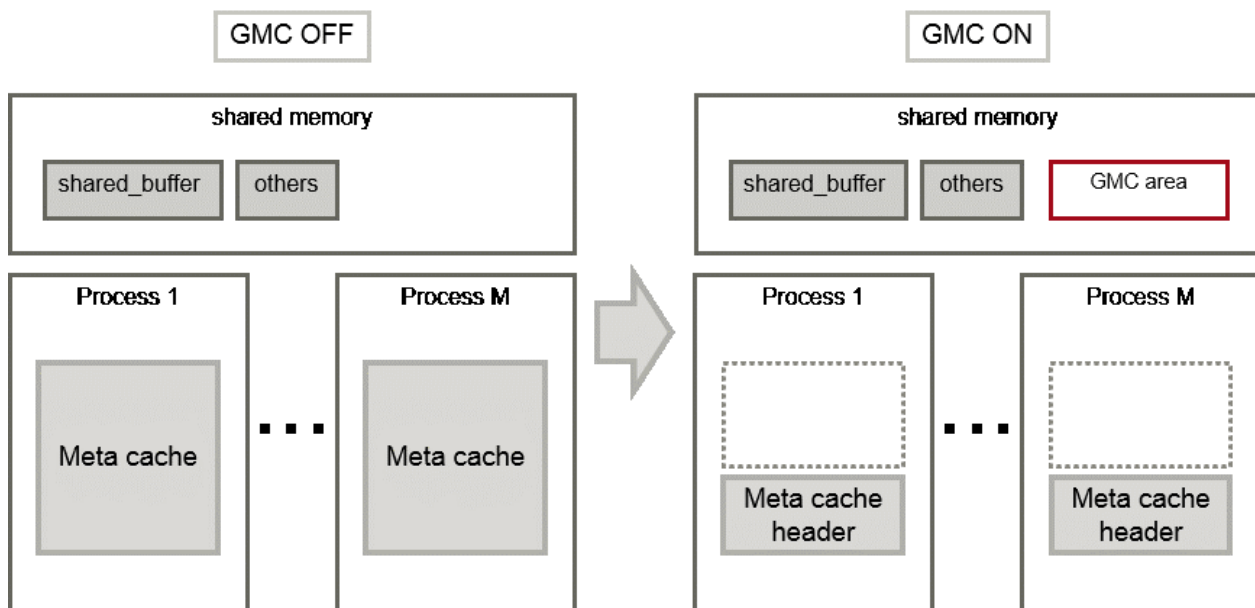 GMC OFF
GMC ON
shared memory
shared_buffer
others
Process 1
Process M
Meta cache
Meta cache
shared memory
shared_buffer
others
GMC area
Process 1
Process M
Meta cache
header
Meta cache
header